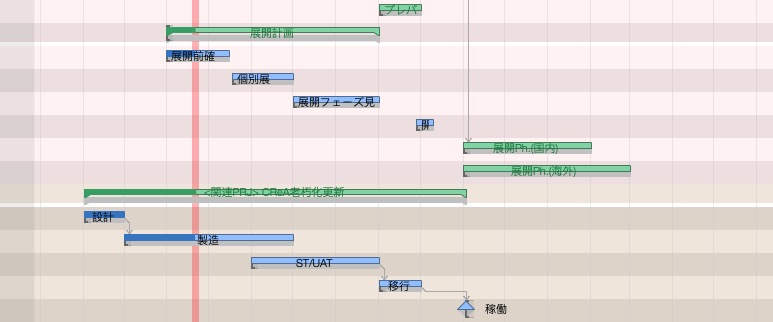 プレパ
展開計画
展開前確
個別展
展開フェーズ見
開
展開Ph.(国内)
展開Ph.(海外)
<関連PRJ> CReA老朽化更新
設計
製造
ST/UAT
移行
稼働